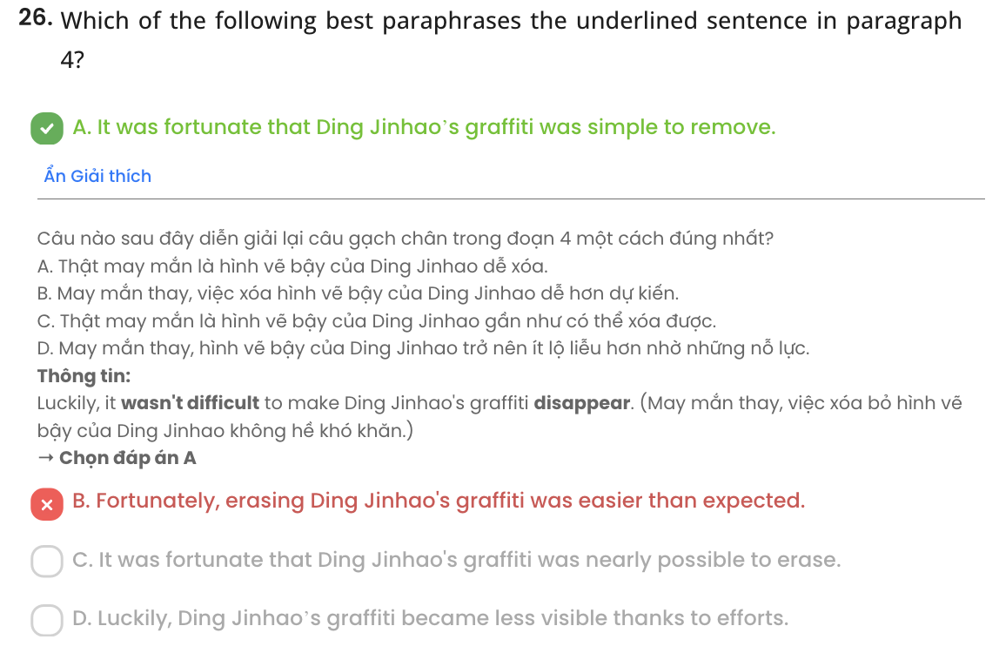 26. Which of the following best paraphrases the underlined sentence in paragraph
4?
A. It was fortunate that Ding Jinhao’s graffiti was simple to remove.
Ẩn Giải thích
Câu nào sau đây diễn giải lại câu gạch chân trong đoạn 4 một cách đúng nhất?
A. Thật may mắn là hình vẽ bậy của Ding Jinhao dễ xóa.
B. May mắn thay, việc xóa hình vẽ bậy của Ding Jinhao dễ hơn dự kiến.
C. Thật may mắn là hình vẽ bậy của Ding Jinhao gần như có thể xóa được.
D. May mắn thay, hình vẽ bậy của Ding Jinhao trở nên ít lộ liễu hơn nhờ những nỗ lực.
Thông tin:
Luckily, it wasn't difficult to make Ding Jinhao's graffiti disappear. (May mắn thay, việc xóa bỏ hình vẽ
bậy của Ding Jinhao không hề khó khăn.)
→ Chọn đáp án A
B. Fortunately, erasing Ding Jinhao's graffiti was easier than expected.
C. It was fortunate that Ding Jinhao's graffiti was nearly possible to erase.
D. Luckily, Ding Jinhao’s graffiti became less visible thanks to efforts.